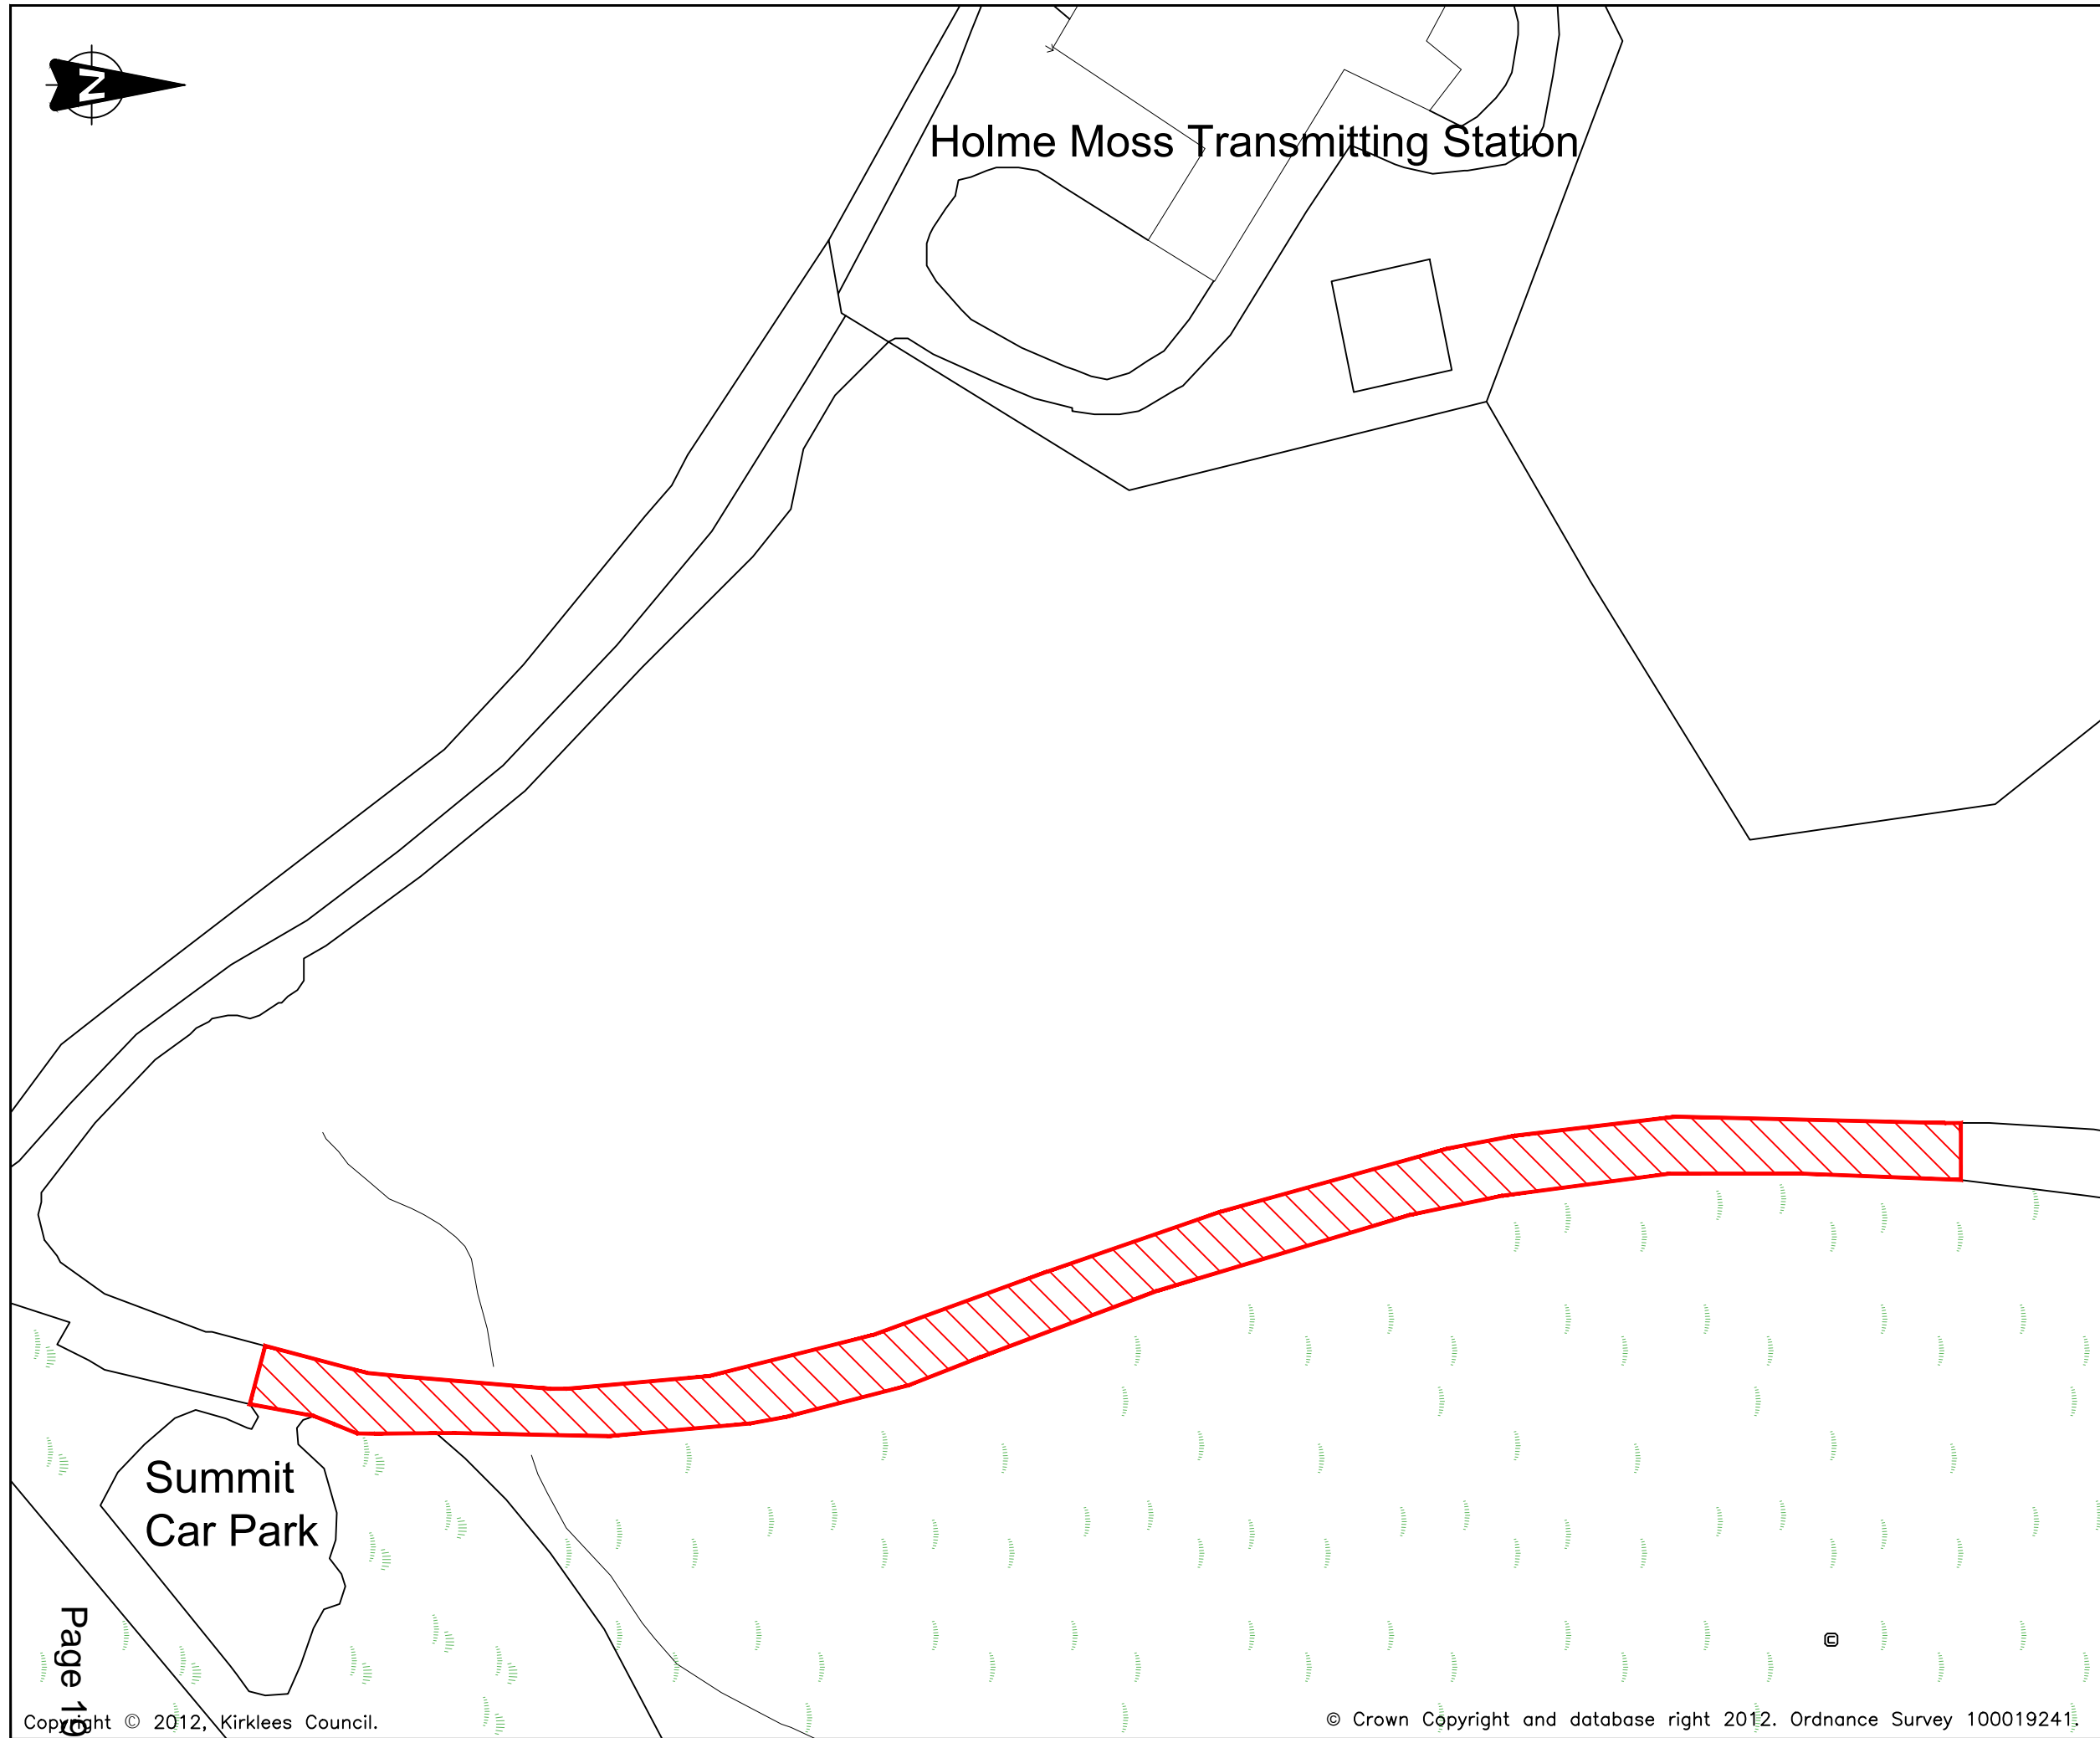 N
Holme Moss Transmitting Station
Summit
Car Park
Page 19
©
Copyright © 2012, Kirklees Council.
© Crown Copyright and database right 2012. Ordnance Survey 100019241.